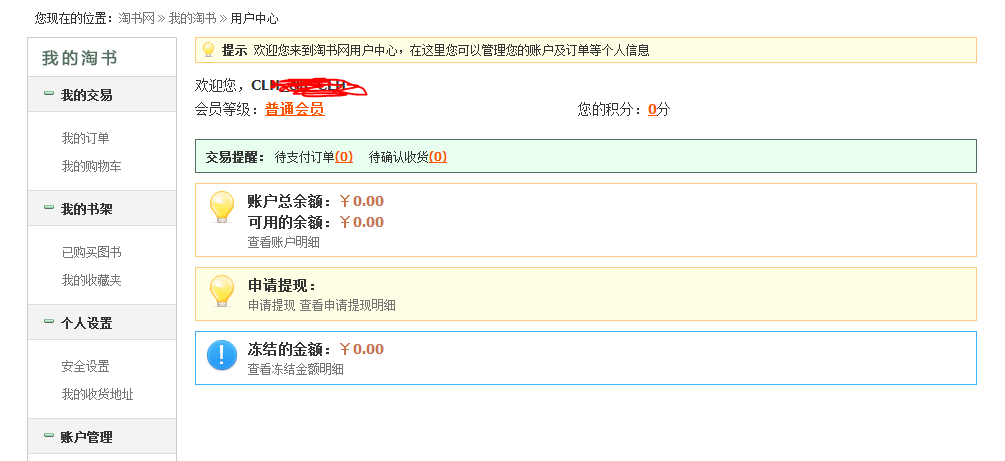 您现在的位置：淘书网 » 我的淘书 » 用户中心
我的淘书
我的交易
我的订单
我的购物车
我的书架
已购买图书
我的收藏夹
个人设置
安全设置
我的收货地址
账户管理
提示 欢迎您来到淘书网用户中心，在这里您可以管理您的账户及订单等个人信息
欢迎您，
会员等级：普通会员 您的积分：0分
交易提醒： 待支付订单(0) 待确认收货(0)
账户总余额：￥0.00
可用的余额：￥0.00
查看账户明细
申请提现：
申请提现 查看申请提现明细
冻结的金额：￥0.00
查看冻结金额明细